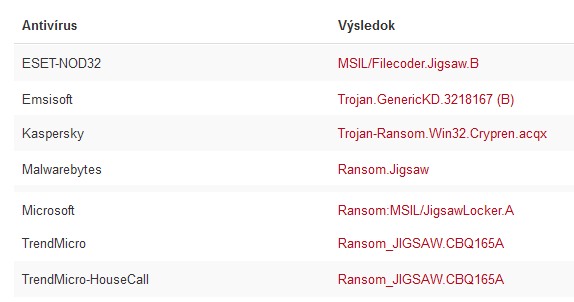 Antivírus Výsledok
ESET-NOD32 MSIL/Filecoder.Jigsaw.B
Emsisoft Trojan.GenericKD.3218167 (B)
Kaspersky Trojan-Ransom.Win32.Crypren.acqx
Malwarebytes Ransom.Jigsaw
Microsoft Ransom:MSIL/JigsawLocker.A
TrendMicro Ransom_JIGSAW.CBQ165A
TrendMicro-HouseCall Ransom_JIGSAW.CBQ165A